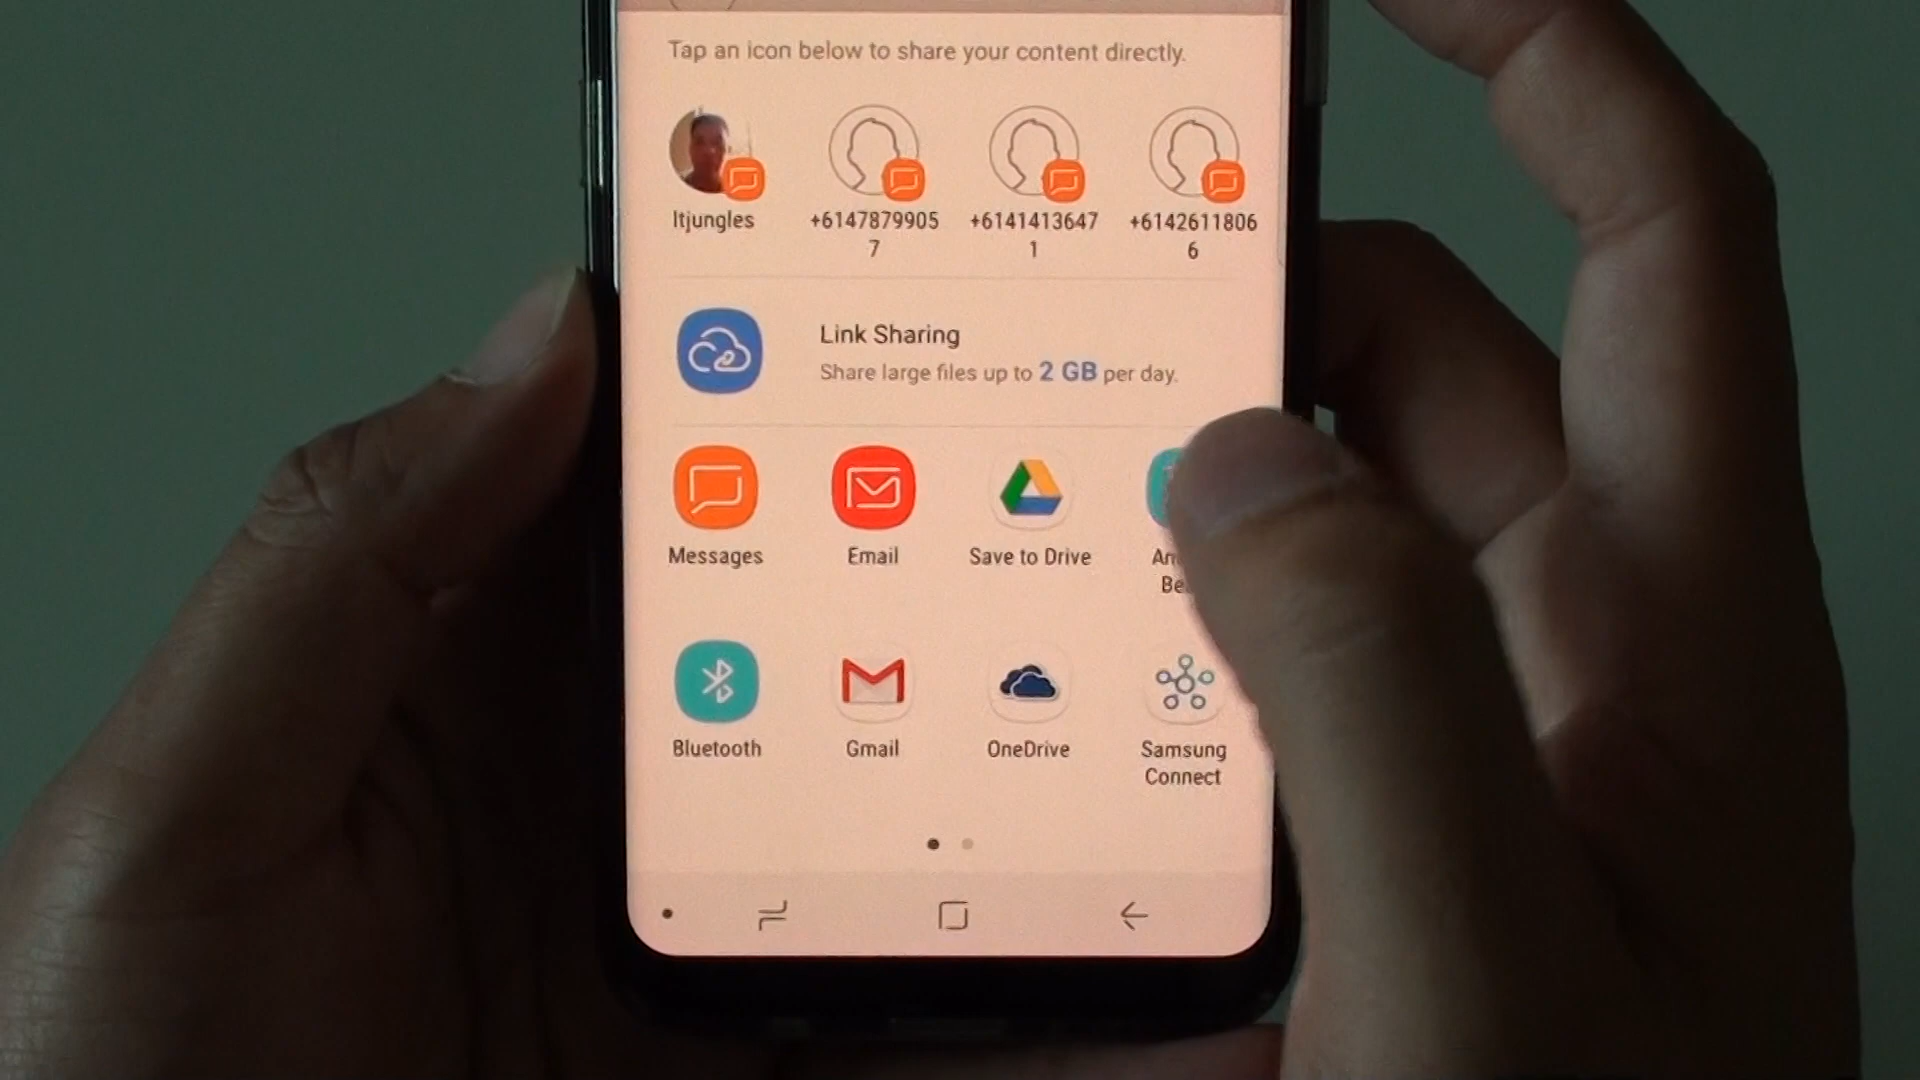 Tap an icon below to share your content directly.
Itjungles +6147879905 +6141413647 +6142611806
7 1 6
Link Sharing
Share large files up to 2 GB per day.
Messages Email Save to Drive
Bluetooth Gmail OneDrive Samsung
Connect